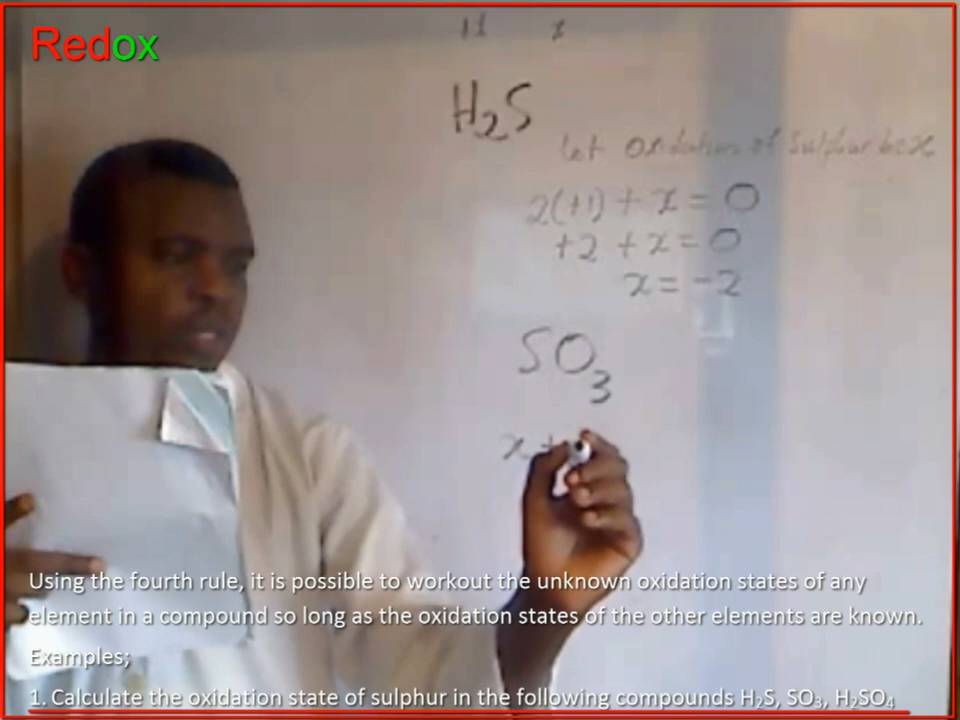 Redox
H₂S
let oxidation of Sulphur be x
2(+1) + x = 0
+2 + x = 0
x = -2
SO₃
x +
Using the fourth rule, it is possible to workout the unknown oxidation states of any
element in a compound so long as the oxidation states of the other elements are known.
Examples;
1. Calculate the oxidation state of sulphur in the following compounds H₂S, SO₃, H₂SO₄